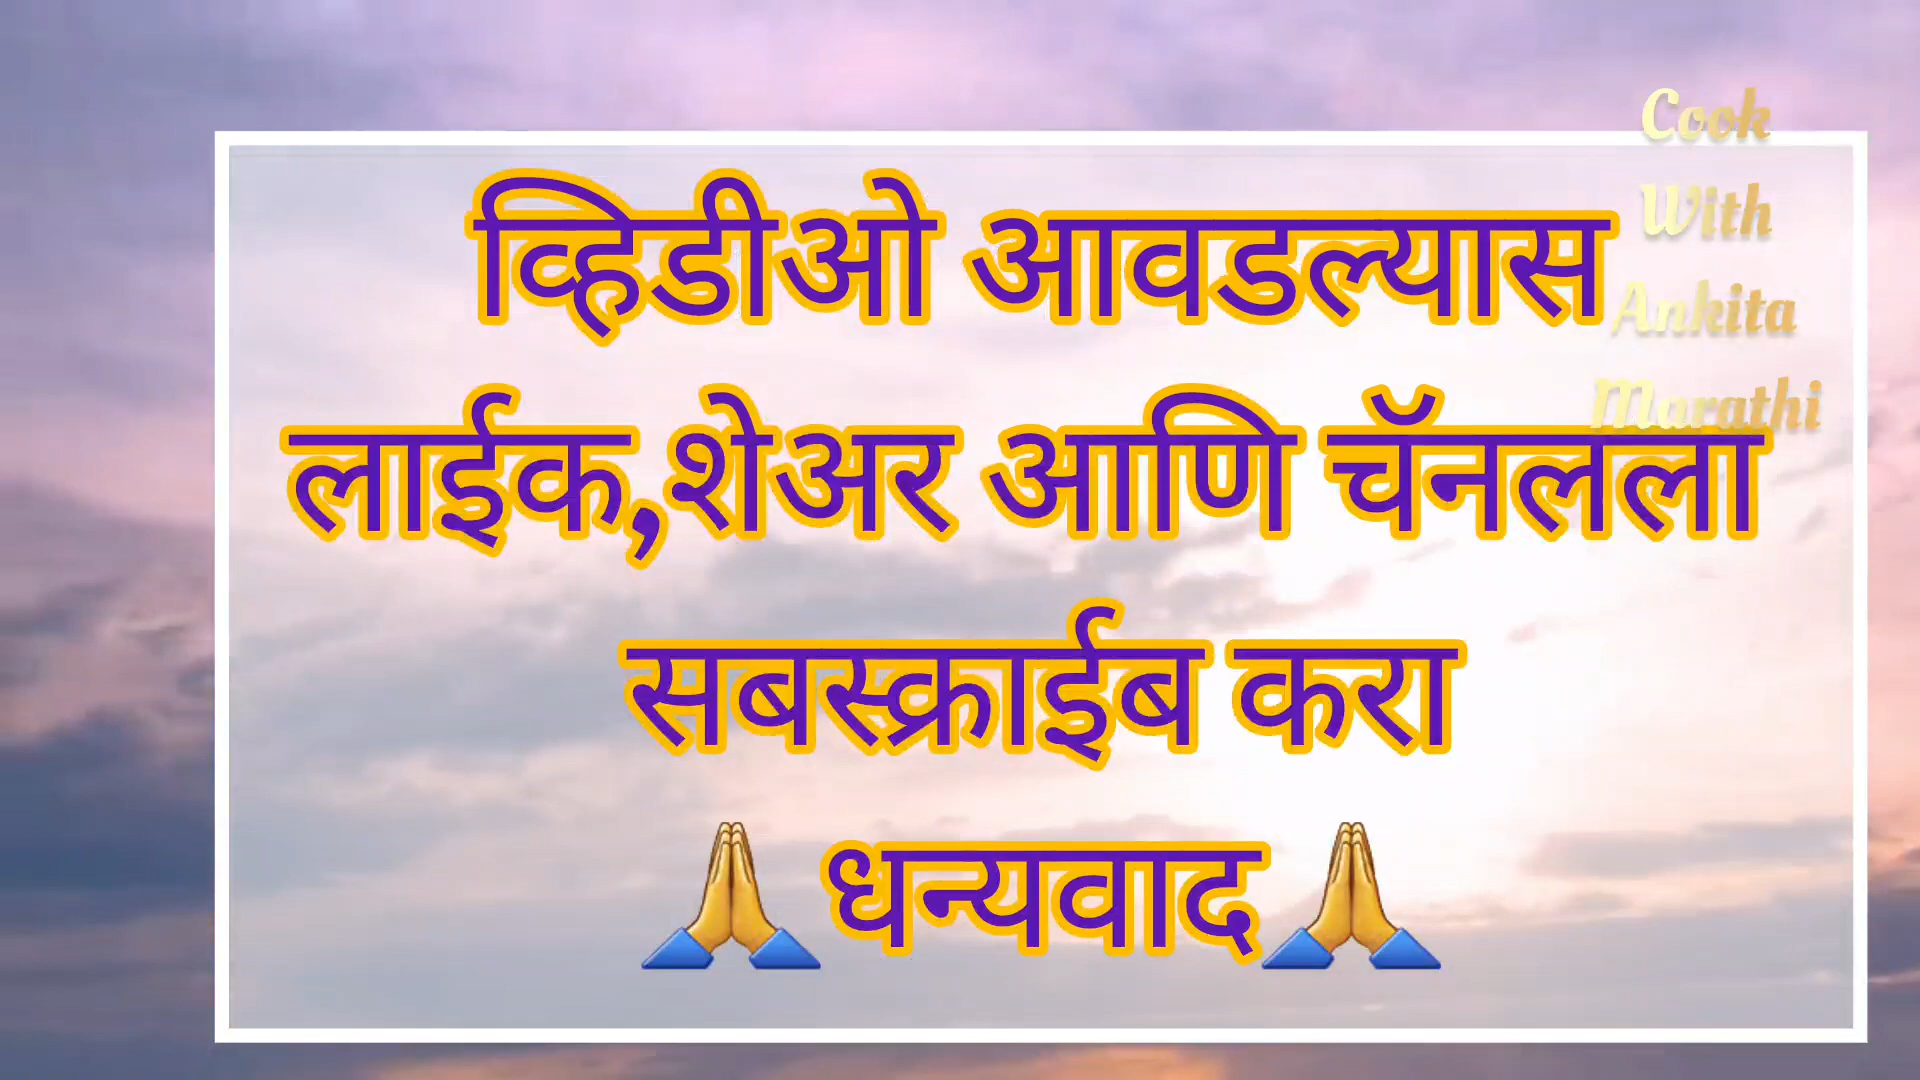 Cook
With
Ankita
Marathi
व्हिडीओ आवडल्यास
लाईक,शेअर आणि चॅनलला
सबस्क्राईब करा
🙏धन्यवाद🙏